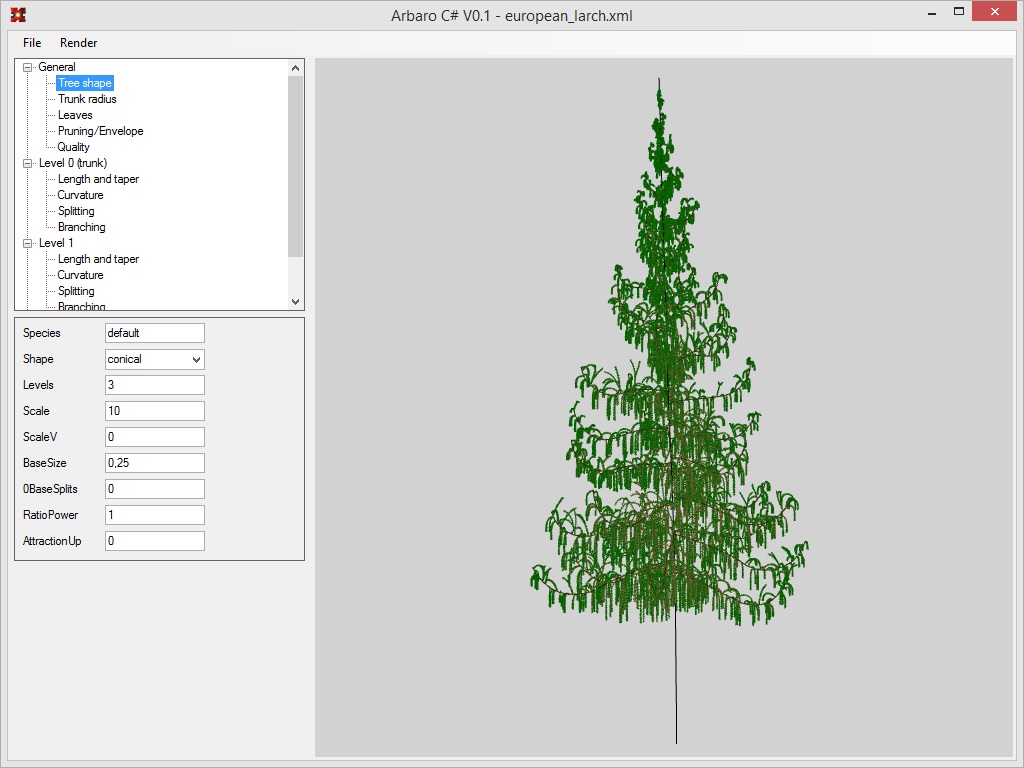 Arbaro C# V0.1 - european_larch.xml
File Render
General
Tree shape
Trunk radius
Leaves
Pruning/Envelope
Quality
Level 0 (trunk)
Length and taper
Curvature
Splitting
Branching
Level 1
Length and taper
Curvature
Splitting
Branching
Species default
Shape conical
Levels 3
Scale 10
ScaleV 0
BaseSize 0,25
0BaseSplits 0
RatioPower 1
AttractionUp 0